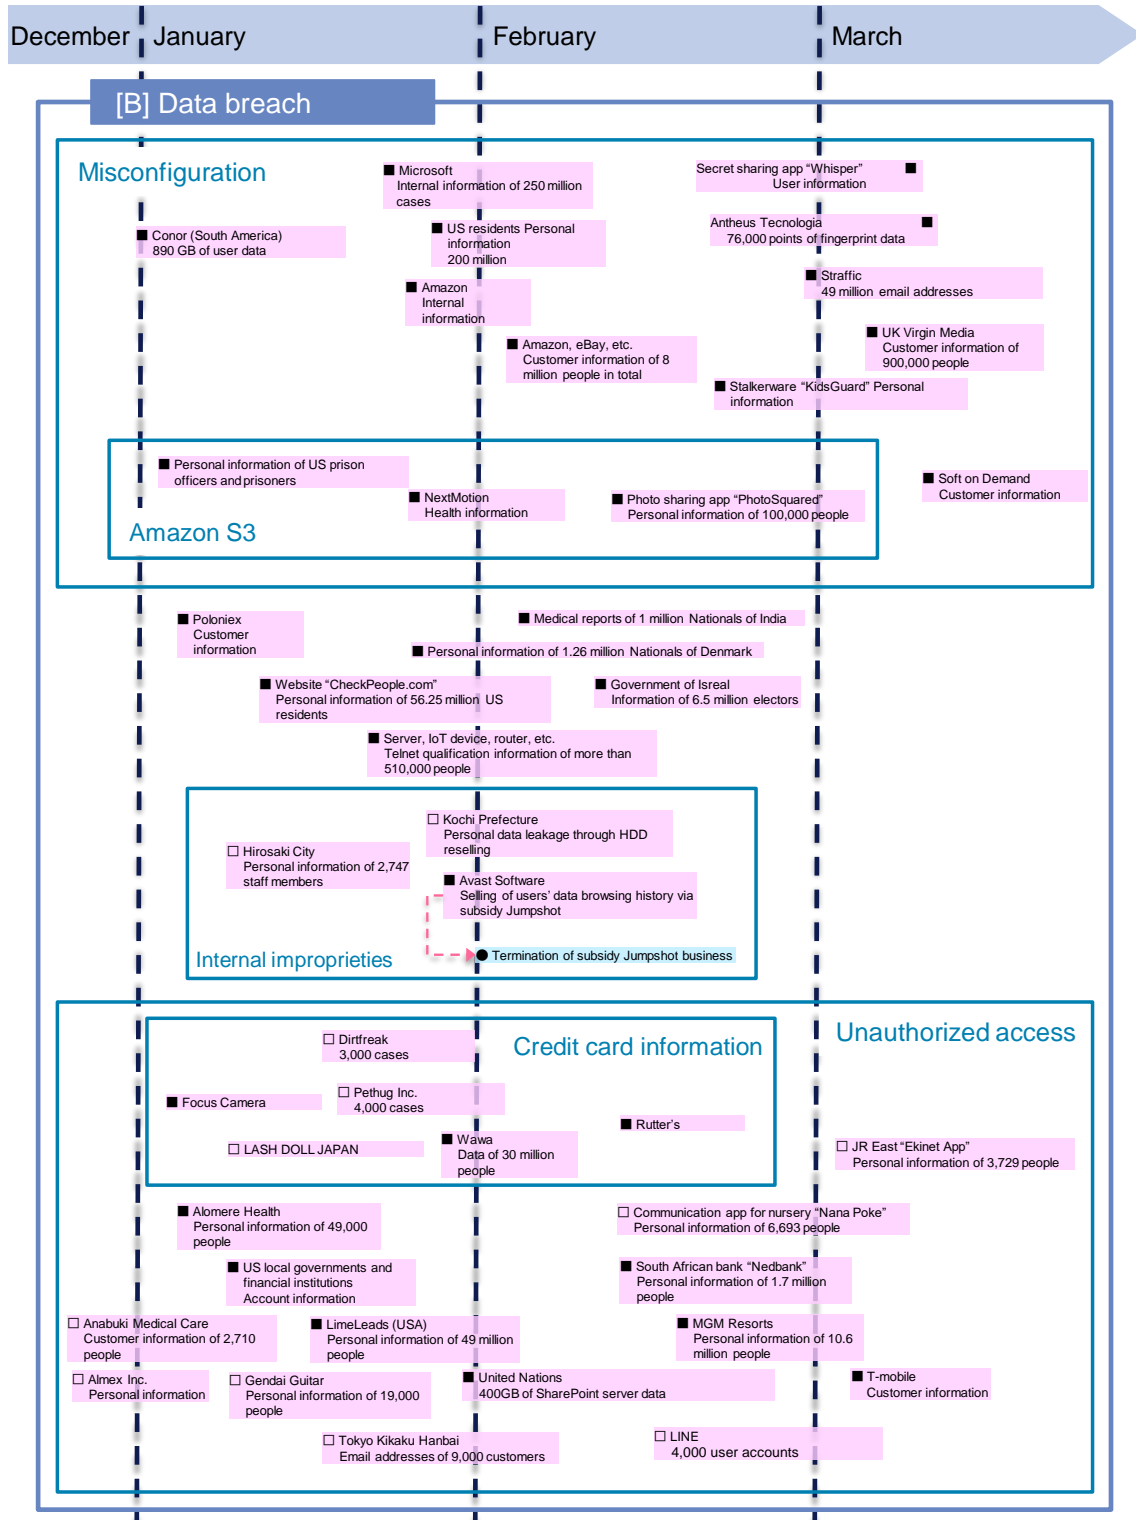 December
January
February
March
[B] Data breach
Misconfiguration
■ Microsoft
Internal information of 250 million
cases
Secret sharing app “Whisper” ■
User information
■ Conor (South America)
890 GB of user data
■ US residents Personal
information
200 million
Antheus Tecnologia ■
76,000 points of fingerprint data
■ Amazon
Internal
information
■ Straffic
49 million email addresses
■ Amazon, eBay, etc.
Customer information of 8
million people in total
■ UK Virgin Media
Customer information of
900,000 people
■ Stalkerware “KidsGuard” Personal
information
■ Personal information of US prison
officers and prisoners
■ NextMotion
Health information
■ Photo sharing app “PhotoSquared”
Personal information of 100,000 people
■ Soft on Demand
Customer information
Amazon S3
■ Poloniex
Customer
information
■ Medical reports of 1 million Nationals of India
■ Personal information of 1.26 million Nationals of Denmark
■ Website “CheckPeople.com”
Personal information of 56.25 million US
residents
■ Government of Isreal
Information of 6.5 million electors
■ Server, IoT device, router, etc.
Telnet qualification information of more than
510,000 people
□ Kochi Prefecture
Personal data leakage through HDD
reselling
□ Hirosaki City
Personal information of 2,747
staff members
■ Avast Software
Selling of users’ data browsing history via
subsidy Jumpshot
● Termination of subsidy Jumpshot business
Internal improprieties
Unauthorized access
Credit card information
□ Dirtfreak
3,000 cases
□ Pethug Inc.
4,000 cases
■ Focus Camera
■ Rutter's
□ LASH DOLL JAPAN
■ Wawa
Data of 30 million
people
□ JR East “Ekinet App”
Personal information of 3,729 people
■ Alomere Health
Personal information of 49,000
people
□ Communication app for nursery “Nana Poke”
Personal information of 6,693 people
■ US local governments and
financial institutions
Account information
■ South African bank “Nedbank”
Personal information of 1.7 million
people
□ Anabuki Medical Care
Customer information of 2,710
people
■ LimeLeads (USA)
Personal information of 49 million
people
■ MGM Resorts
Personal information of 10.6
million people
□ Almex Inc.
Personal information
□ Gendai Guitar
Personal information of 19,000
people
■ United Nations
400GB of SharePoint server data
■ T-mobile
Customer information
□ Tokyo Kikaku Hanbai
Email addresses of 9,000 customers
□ LINE
4,000 user accounts